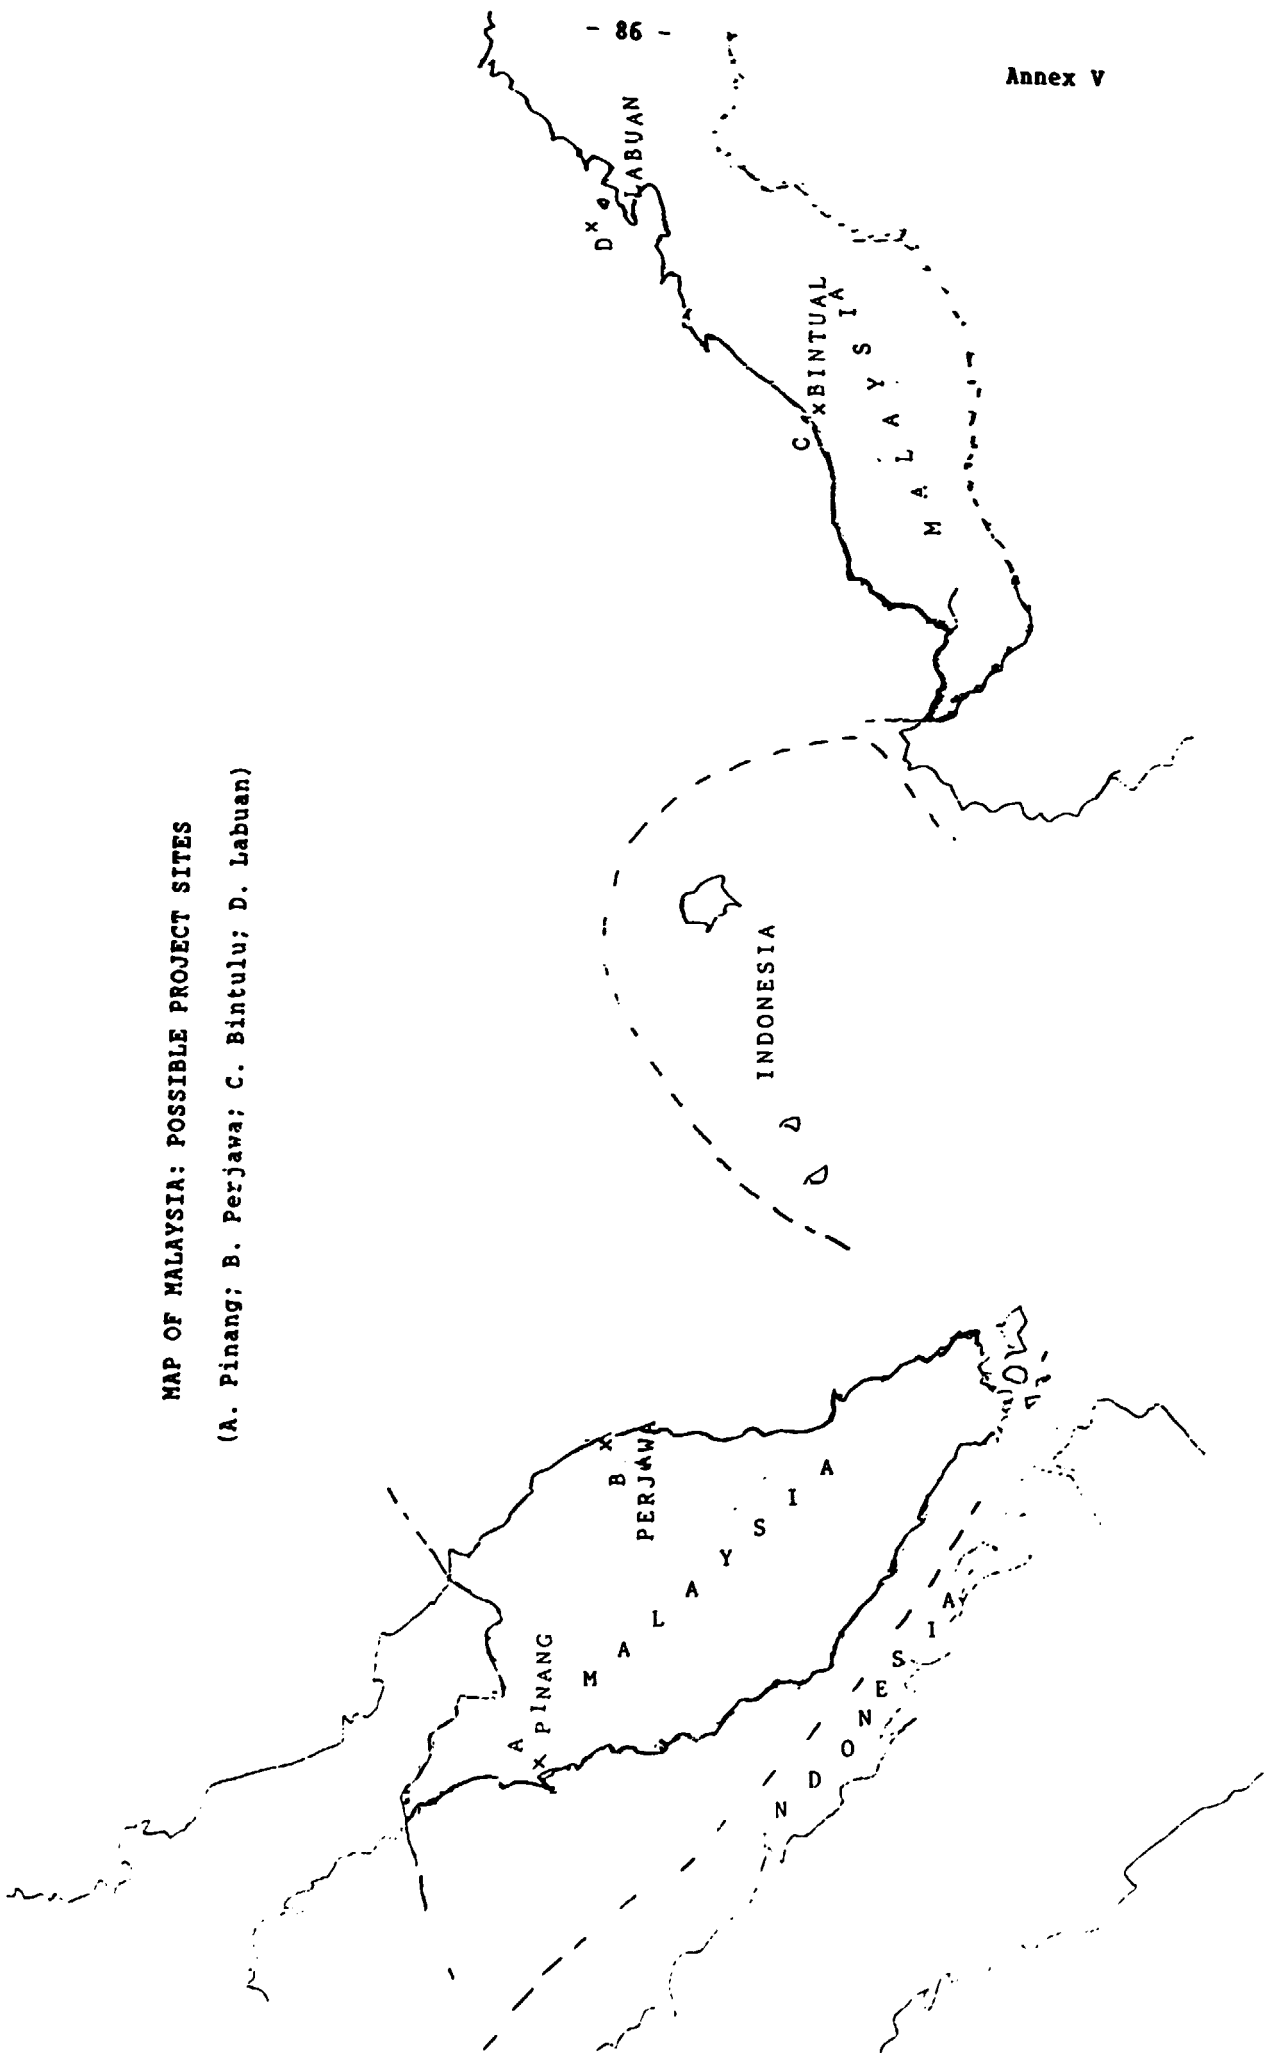 - 86 -
Annex V
MAP OF MALAYSIA: POSSIBLE PROJECT SITES
(A. Pinang; B. Perjawa; C. Bintulu; D. Labuan)
A
x PINANG
B x
PERJAWA
MALAYSIA
NDONESIA
INDONESIA
C
x BINTUAL
MALAYSIA
D x
LABUAN